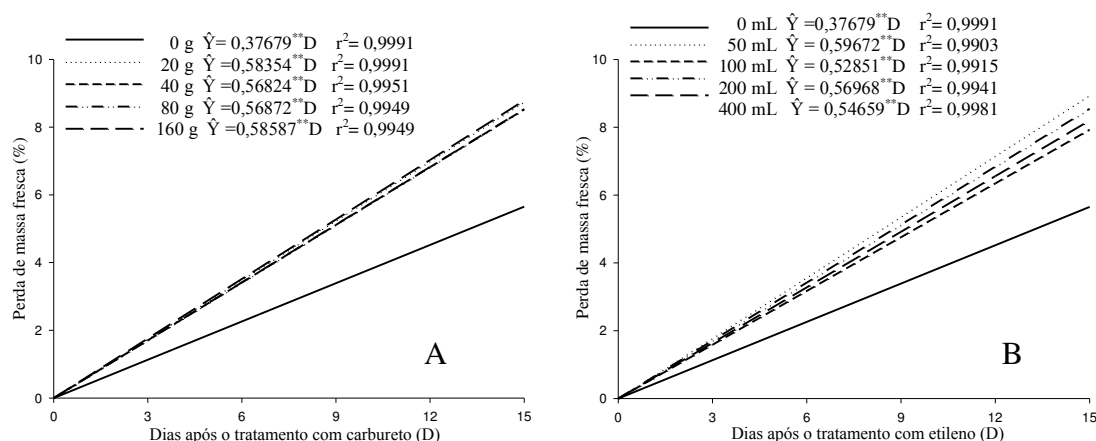 0 g Ŷ= 0,37679**D r²= 0,9991
20 g Ŷ =0,58354**D r²= 0,9991
40 g Ŷ =0,56824**D r²= 0,9951
80 g Ŷ =0,56872**D r²= 0,9949
160 g Ŷ =0,58587**D r²= 0,9949
Perda de massa fresca (%)
10
8
6
4
2
0
A
0 3 6 9 12 15
Dias após o tratamento com carbureto (D)
0 mL Ŷ =0,37679**D r²= 0,9991
50 mL Ŷ =0,59672**D r²= 0,9903
100 mL Ŷ =0,52851**D r²= 0,9915
200 mL Ŷ =0,56968**D r²= 0,9941
400 mL Ŷ =0,54659**D r²= 0,9981
Perda de massa fresca (%)
10
8
6
4
2
0
B
0 3 6 9 12 15
Dias após o tratamento com etileno (D)